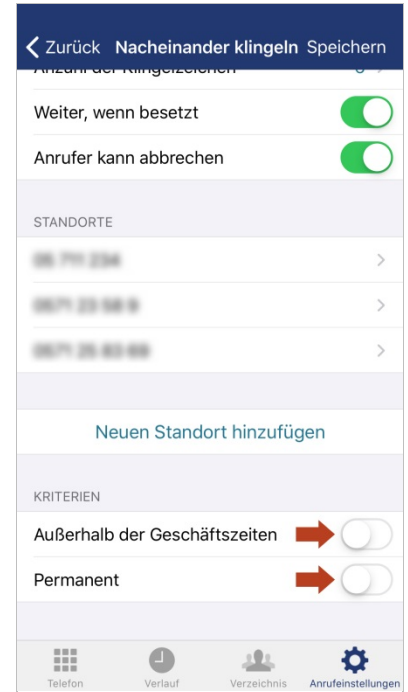 Zurück Nacheinander klingeln Speichern
Weiter, wenn besetzt
Anrufer kann abbrechen
STANDORTE
Neuen Standort hinzufügen
KRITERIEN
Außerhalb der Geschäftszeiten
Permanent
Telefon Verlauf Verzeichnis Anrufeinstellungen